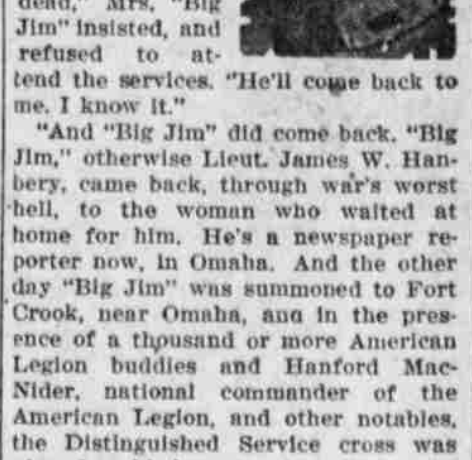 dead," Mrs. "Big
Jim" insisted, and
refused to at-
tend the services. "He'll come back to
me. I know it."
"And "Big Jim" did come back. "Big
Jim," otherwise Lieut. James W. Han-
bery, came back, through war's worst
hell, to the woman who waited at
home for him. He's a newspaper re-
porter now, in Omaha. And the other
day "Big Jim" was summoned to Fort
Crook, near Omaha, and in the pres-
ence of a thousand or more American
Legion buddies and Hanford Mac-
Nider, national commander of the
American Legion, and other notables,
the Distinguished Service cross was